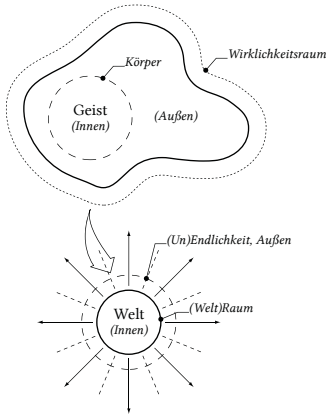 Körper
Wirklichkeitsraum
Geist
(Innen)
(Außen)
(Un)Endlichkeit, Außen
Welt
(Innen)
(Welt)Raum